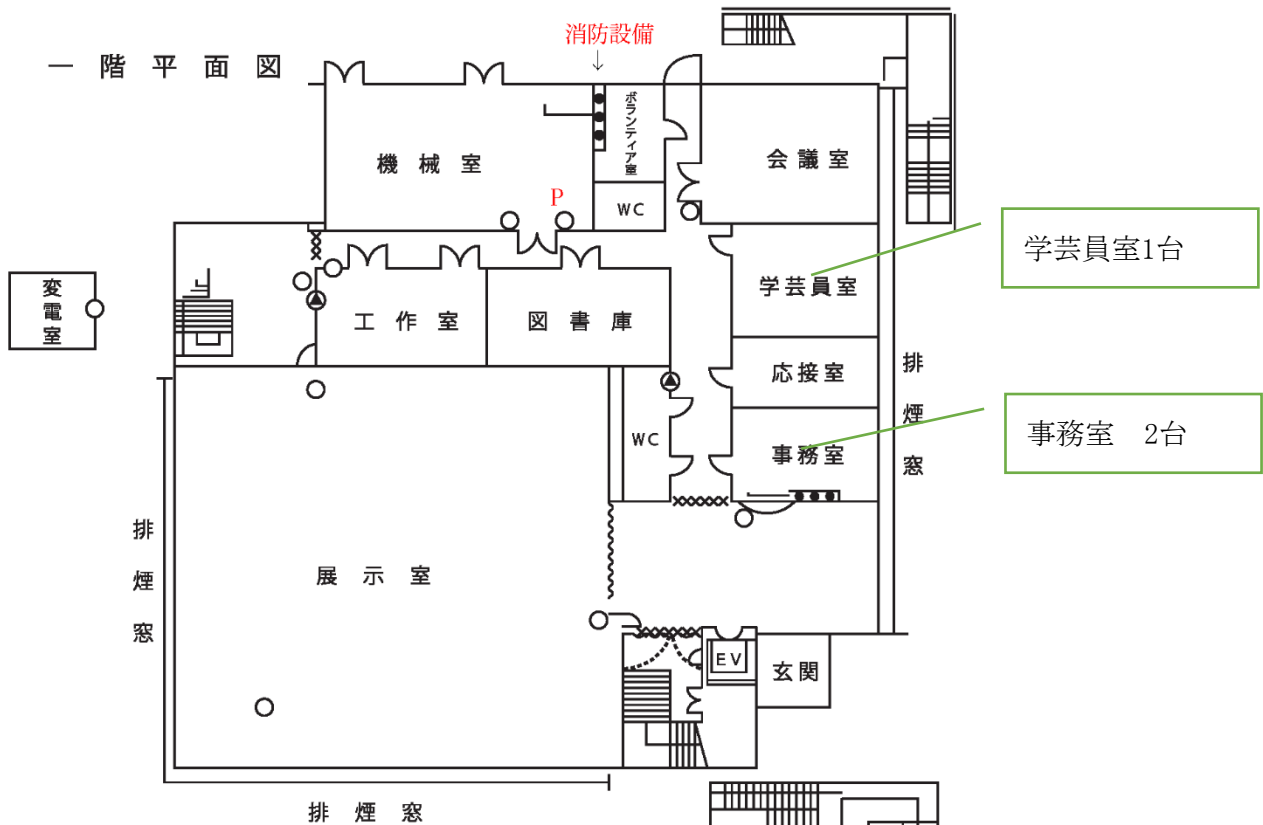 消防設備
↓
一階平面図
ボランティア室
機械室
会議室
P
WC
学芸員室1台
学芸員室
変電室
工作室
図書庫
応接室
排煙窓
事務室 2台
WC
事務室
排煙窓
展示室
EV
玄関
排煙窓